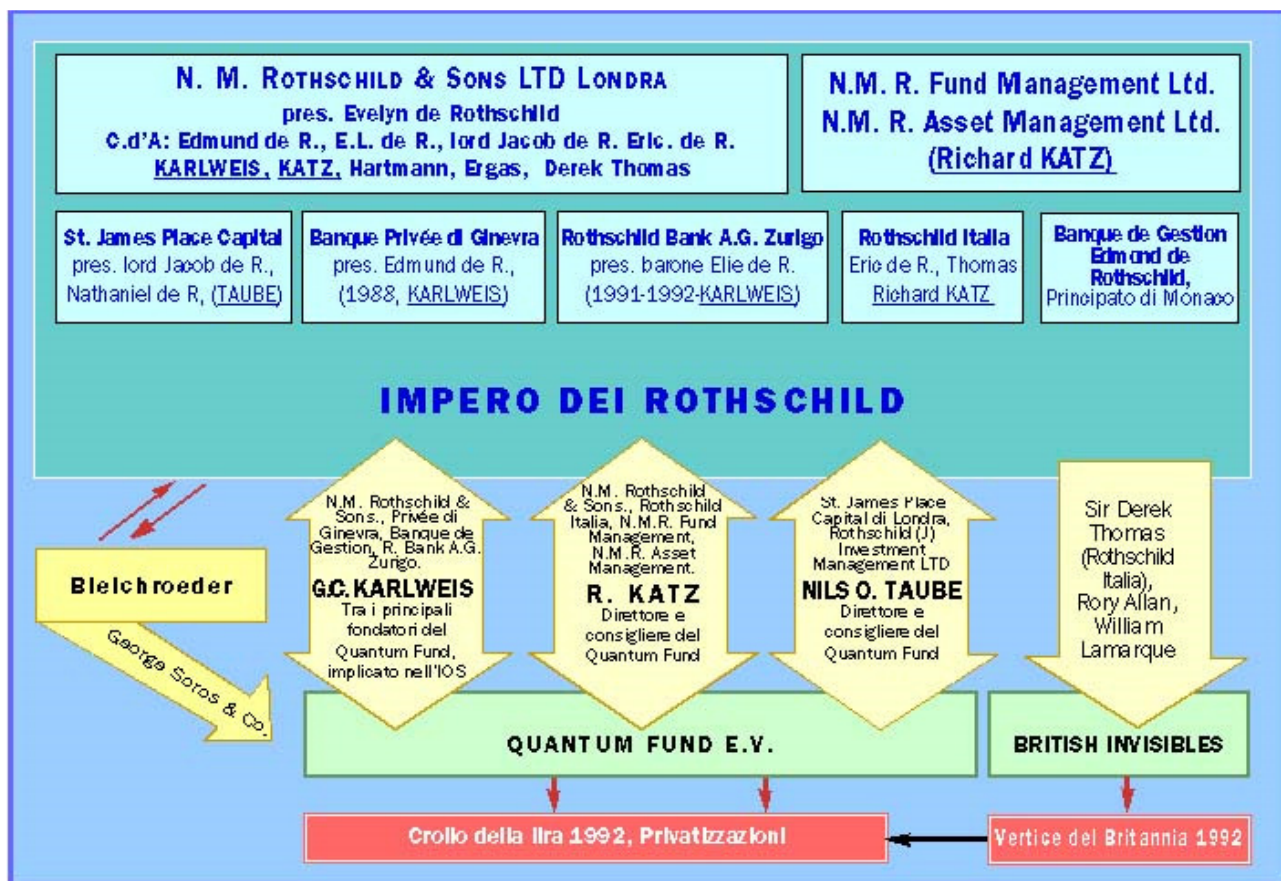 N. M. ROTHSCHILD & SONS LTD LONDRA
pres. Evelyn de Rothschild
C.d'A: Edmund de R., E.L. de R., lord Jacob de R. Eric. de R.
KARLWEIS, KATZ, Hartmann, Ergas, Derek Thomas
N.M. R. Fund Management Ltd.
N.M. R. Asset Management Ltd.
(Richard KATZ)
St. James Place Capital
pres. lord Jacob de R.,
Nathaniel de R, (TAUBE)
Banque Privée di Ginevra
pres. Edmund de R.,
(1988, KARLWEIS)
Rothschild Bank A.G. Zurigo
pres. barone Elie de R.
(1991-1992-KARLWEIS)
Rothschild Italia
Eric de R., Thomas
Richard KATZ
Banque de Gestion
Edmond de
Rothschild,
Principato di Monaco
IMPERO DEI ROTHSCHILD
Bleichroeder
George Soros & Co.
N.M. Rothschild &
Sons., Privée di
Ginevra, Banque de
Gestion, R. Bank A.G.
Zurigo.
G.C. KARLWEIS
Tra i principali
fondatori del
Quantum Fund,
implicato nell'IOS
N.M. Rothschild
& Sons., Rothschild
Italia, N.M.R. Fund
Management,
N.M.R. Asset
Management.
R. KATZ
Direttore e
consigliere del
Quantum Fund
St. James Place
Capital di Londra,
Rothschild (J)
Investment
Management LTD
NILS O. TAUBE
Direttore e
consigliere del
Quantum Fund
Sir Derek
Thomas
(Rothschild
Italia),
Rory Allan,
William
Lamarque
QUANTUM FUND E.V.
BRITISH INVISIBLES
Crollo della lira 1992, Privatizzazioni
Vertice del Britannia 1992